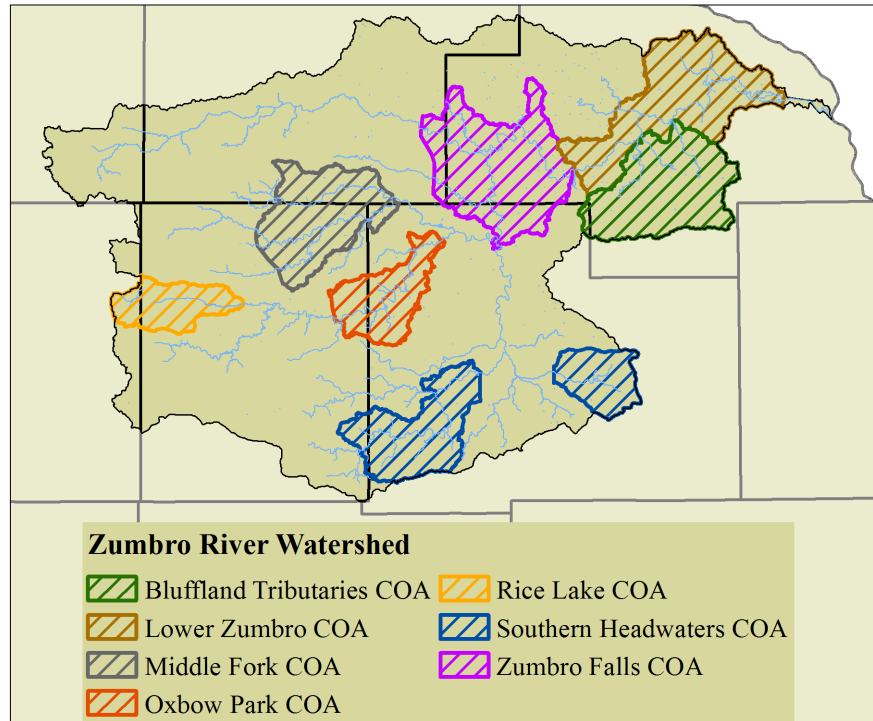 Zumbro River Watershed
Bluffland Tributaries COA
Lower Zumbro COA
Middle Fork COA
Oxbow Park COA
Rice Lake COA
Southern Headwaters COA
Zumbro Falls COA